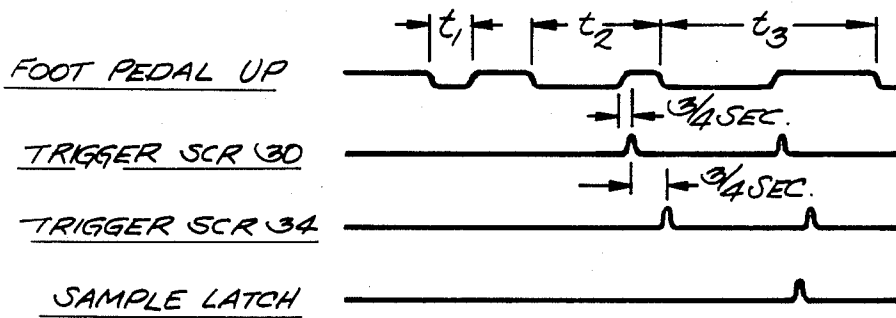 t₁ t₂ t₃
FOOT PEDAL UP
3/4 SEC.
TRIGGER SCR 30
3/4 SEC.
TRIGGER SCR 34
SAMPLE LATCH